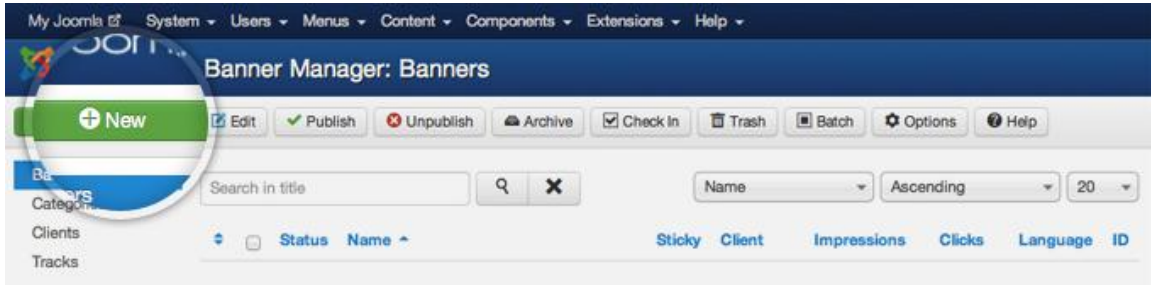 My Joomla System Users Menus Content Components Extensions Help
Banner Manager: Banners
New Edit Publish Unpublish Archive Check In Trash Batch Options Help
Search in title Name Ascending 20
Clients
Tracks
Status Name Sticky Client Impressions Clicks Language ID